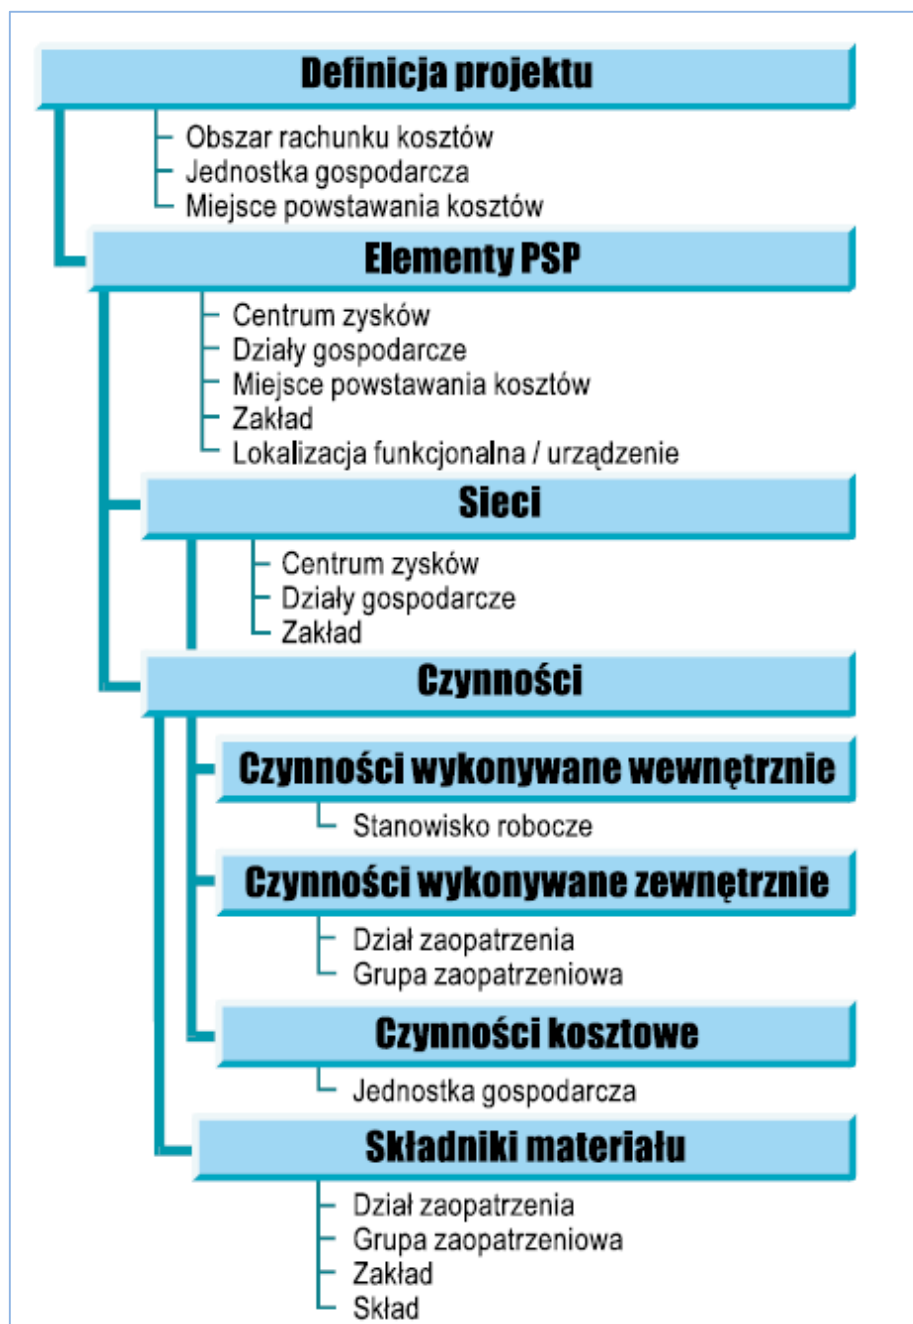 Definicja projektu
Obszar rachunku kosztów
Jednostka gospodarcza
Miejsce powstawania kosztów
Elementy PSP
Centrum zysków
Działy gospodarcze
Miejsce powstawania kosztów
Zakład
Lokalizacja funkcjonalna / urządzenie
Sieci
Centrum zysków
Działy gospodarcze
Zakład
Czynności
Czynności wykonywane wewnętrznie
Stanowisko robocze
Czynności wykonywane zewnętrznie
Dział zaopatrzenia
Grupa zaopatrzeniowa
Czynności kosztowe
Jednostka gospodarcza
Składniki materiału
Dział zaopatrzenia
Grupa zaopatrzeniowa
Zakład
Skład